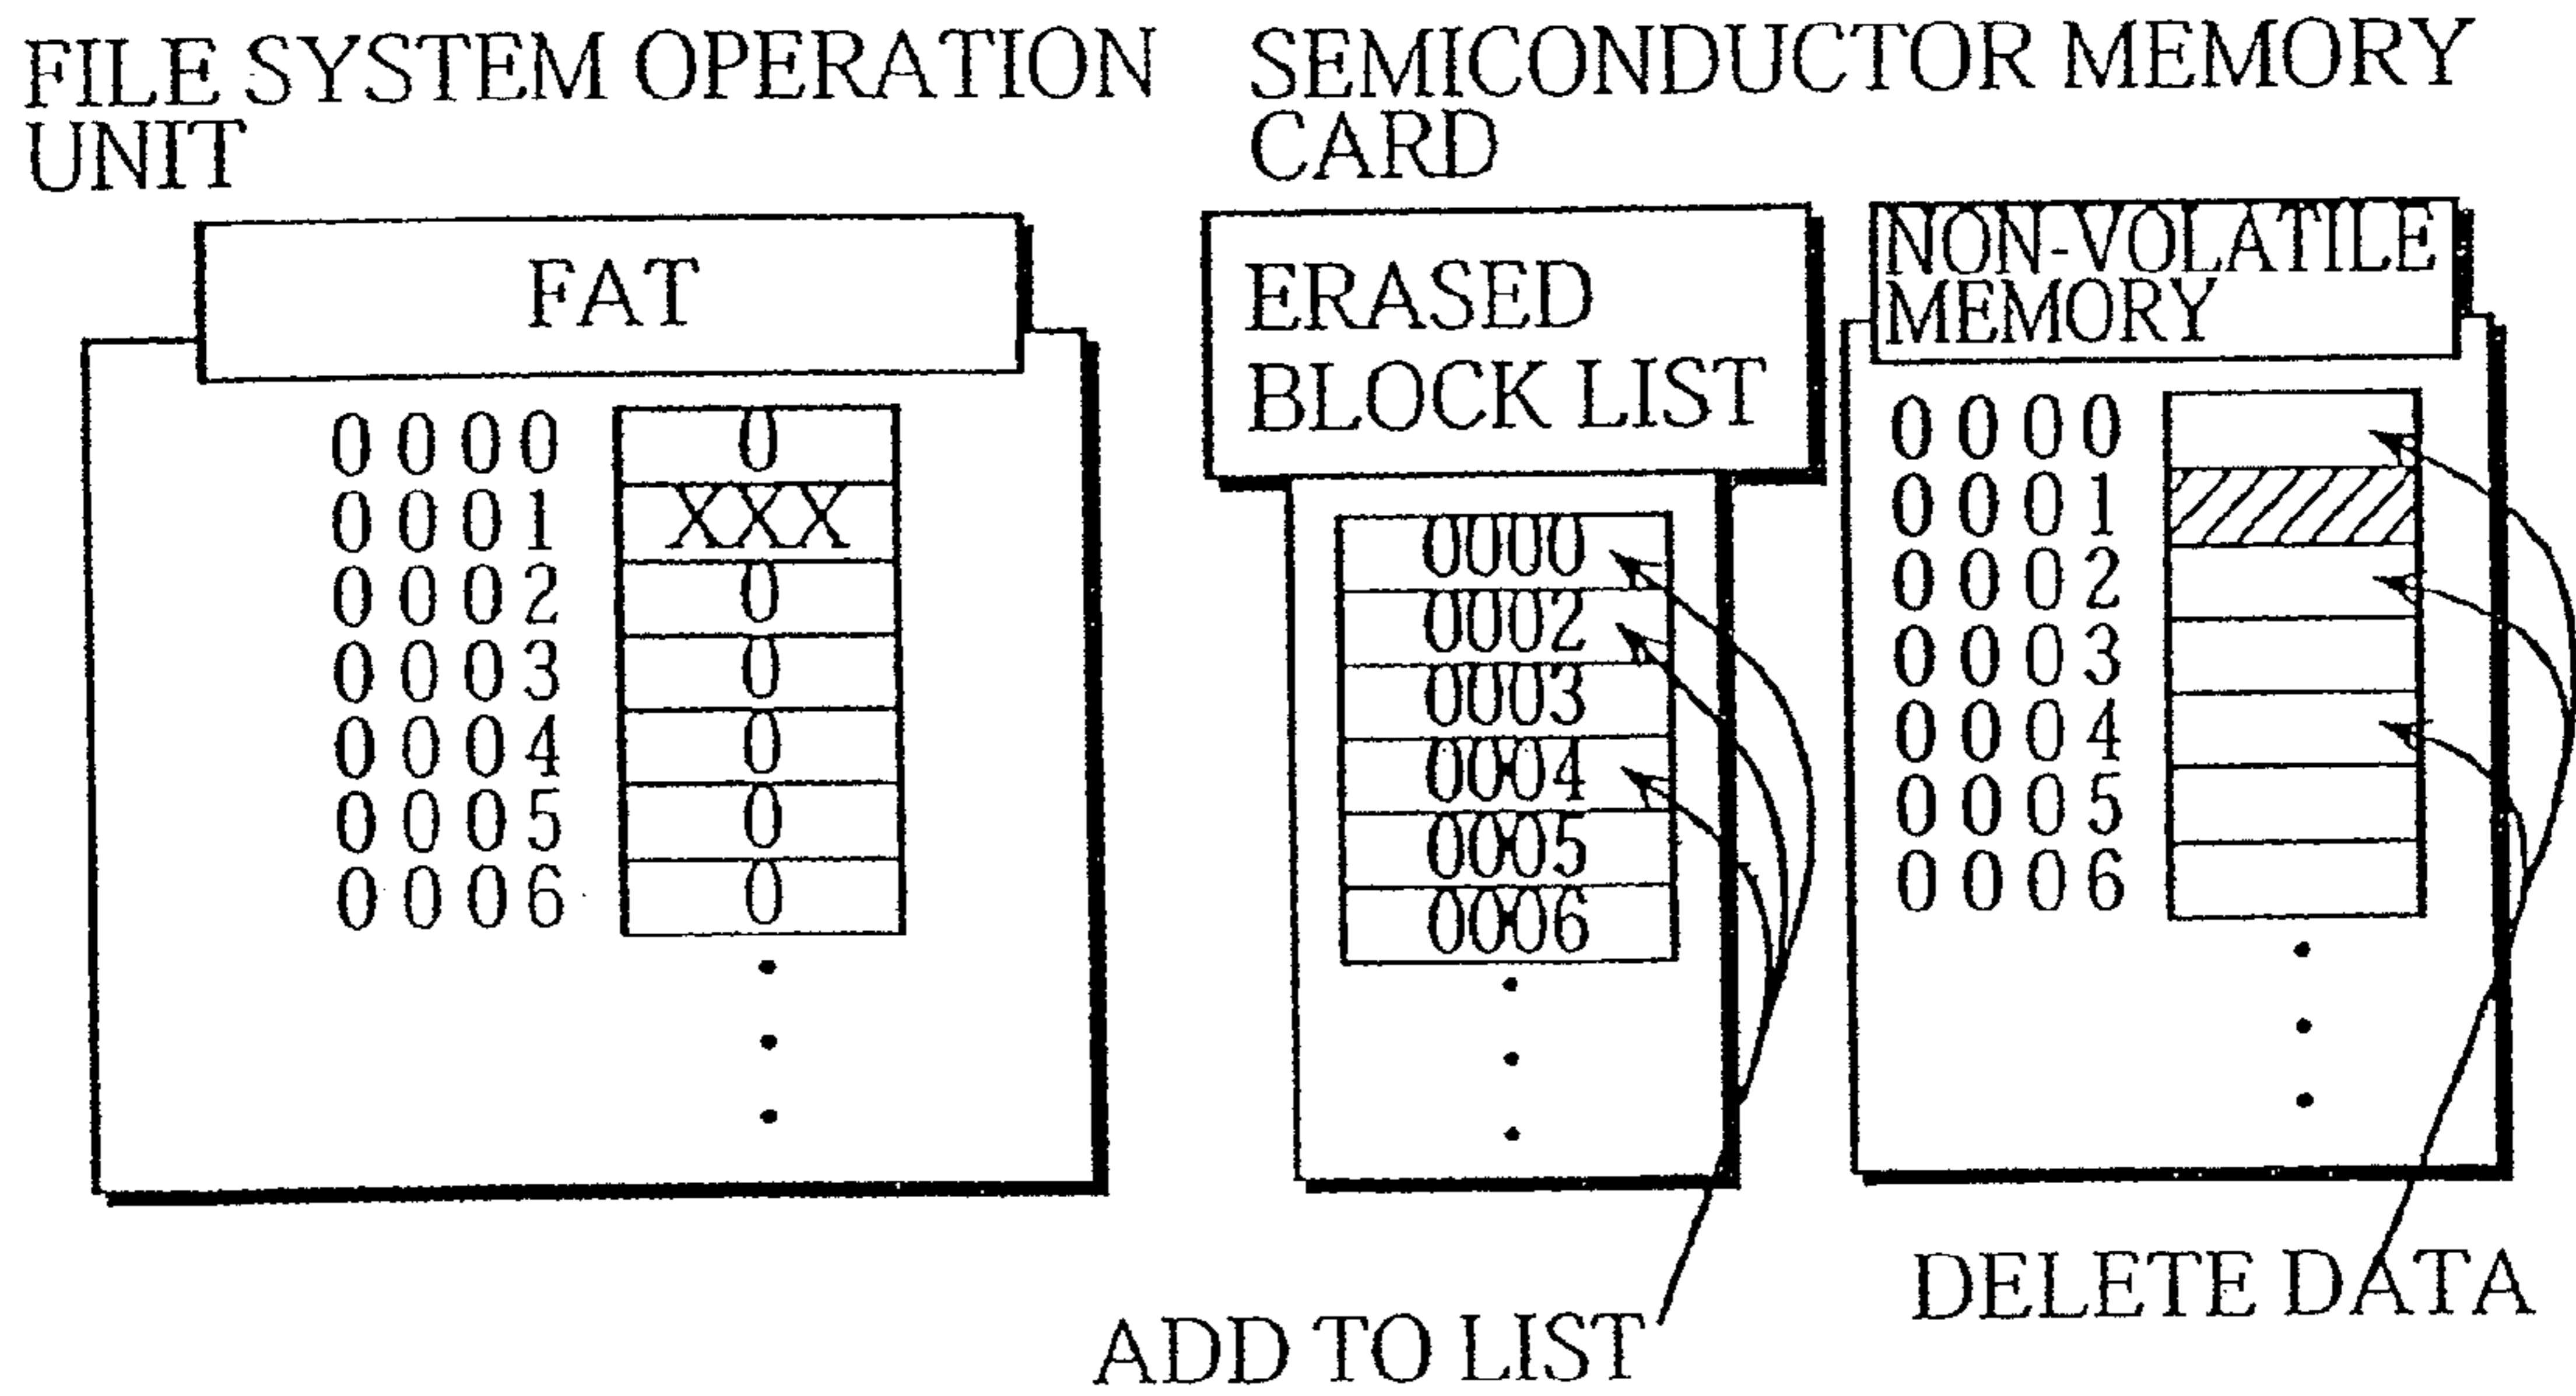 FILE SYSTEM OPERATION
UNIT
FAT
0000 0
0001 XXX
0002 0
0003 0
0004 0
0005 0
0006 0
SEMICONDUCTOR MEMORY
CARD
ERASED
BLOCK LIST
0000
0002
0003
0004
0005
0006
ADD TO LIST
NON-VOLATILE
MEMORY
0000
0001
0002
0003
0004
0005
0006
DELETE DATA